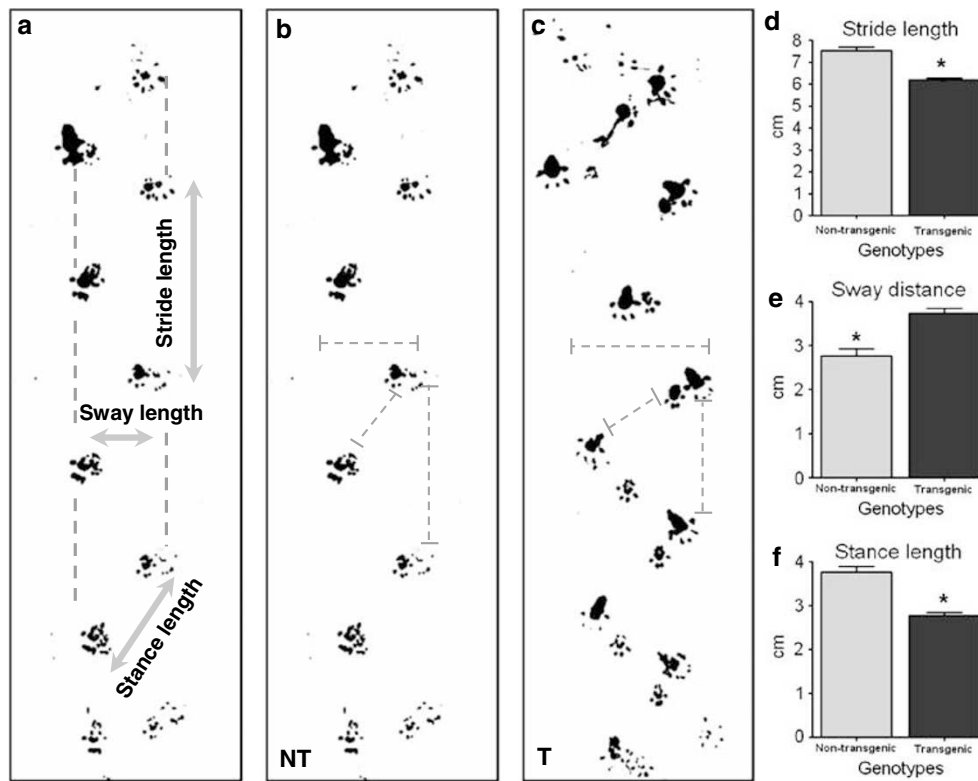 a
Stride length
Sway length
Stance length
b
NT
c
T
d
Stride length
8
7
6
5
4
3
2
1
0
cm
*
Non-transgenic Transgenic
Genotypes
e
Sway distance
4
3
2
1
0
cm
*
Non-transgenic Transgenic
Genotypes
f
Stance length
4
3
2
1
0
cm
*
Non-transgenic Transgenic
Genotypes